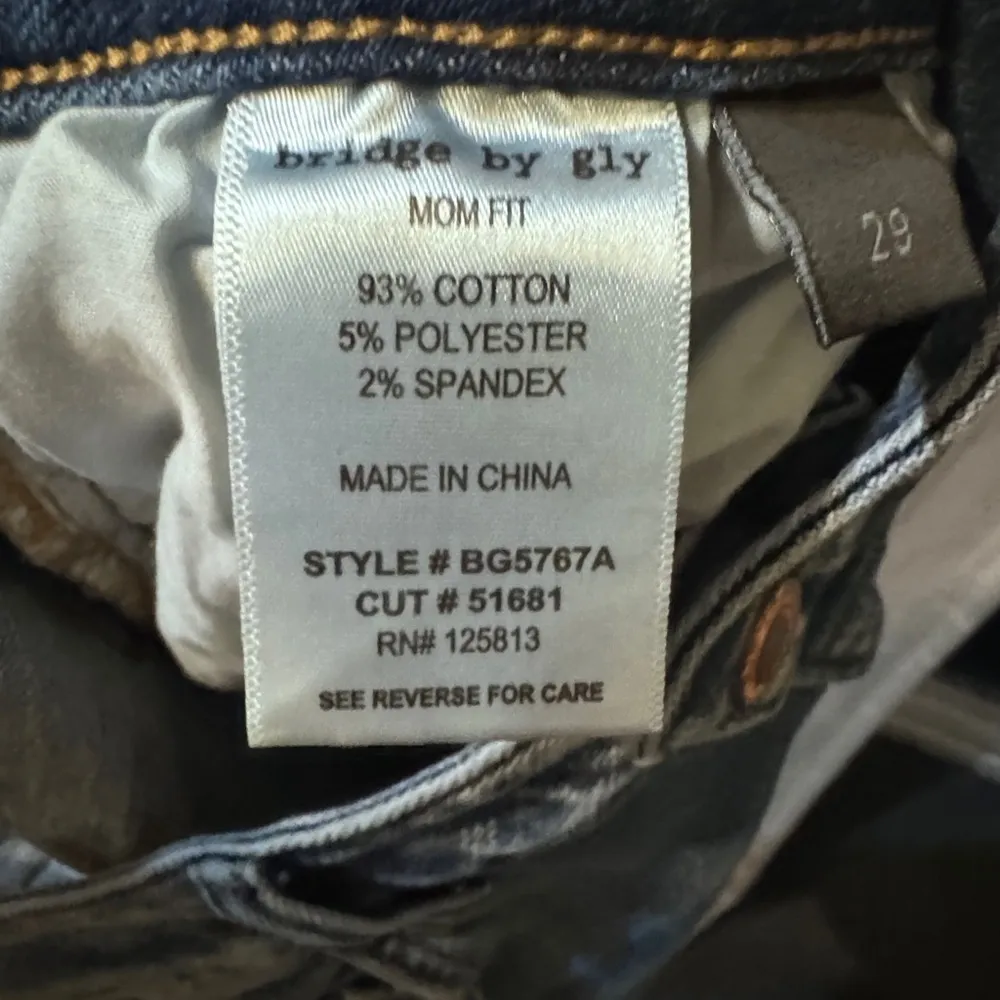 bridge by gly
MOM FIT
93% COTTON
5% POLYESTER
2% SPANDEX
MADE IN CHINA
STYLE # BG5767A
CUT # 51681
RN# 125813
SEE REVERSE FOR CARE
29